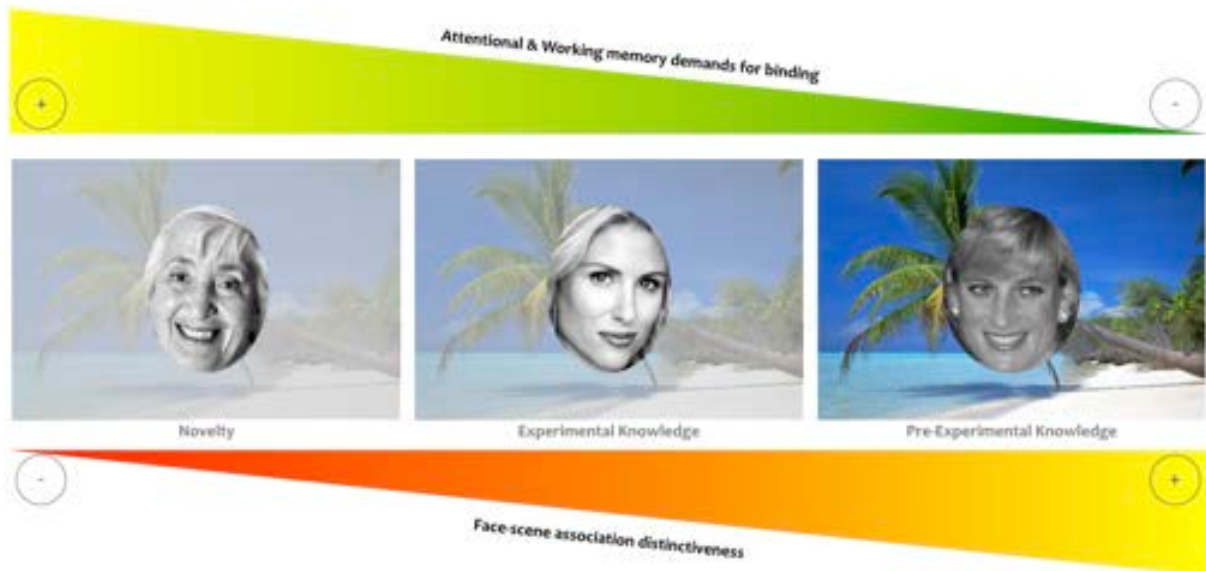 Attentional & Working memory demands for binding
+
-
Novelty
Experimental Knowledge
Pre-Experimental Knowledge
-
+
Face-scene association distinctiveness